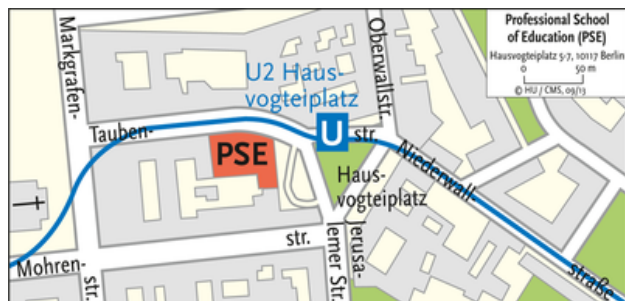 Professional School
of Education (PSE)
Hausvogteiplatz 5-7, 10117 Berlin
0 50 m
© HU / CMS, 09/13
Markgrafen-
str.
Oberwallstr.
U2 Haus-
vogteiplatz
Tauben-
U
str.
PSE
Niederwall-
straße
Haus-
vogteiplatz
Mohren-
str.
Jerusa-
lemer Str.